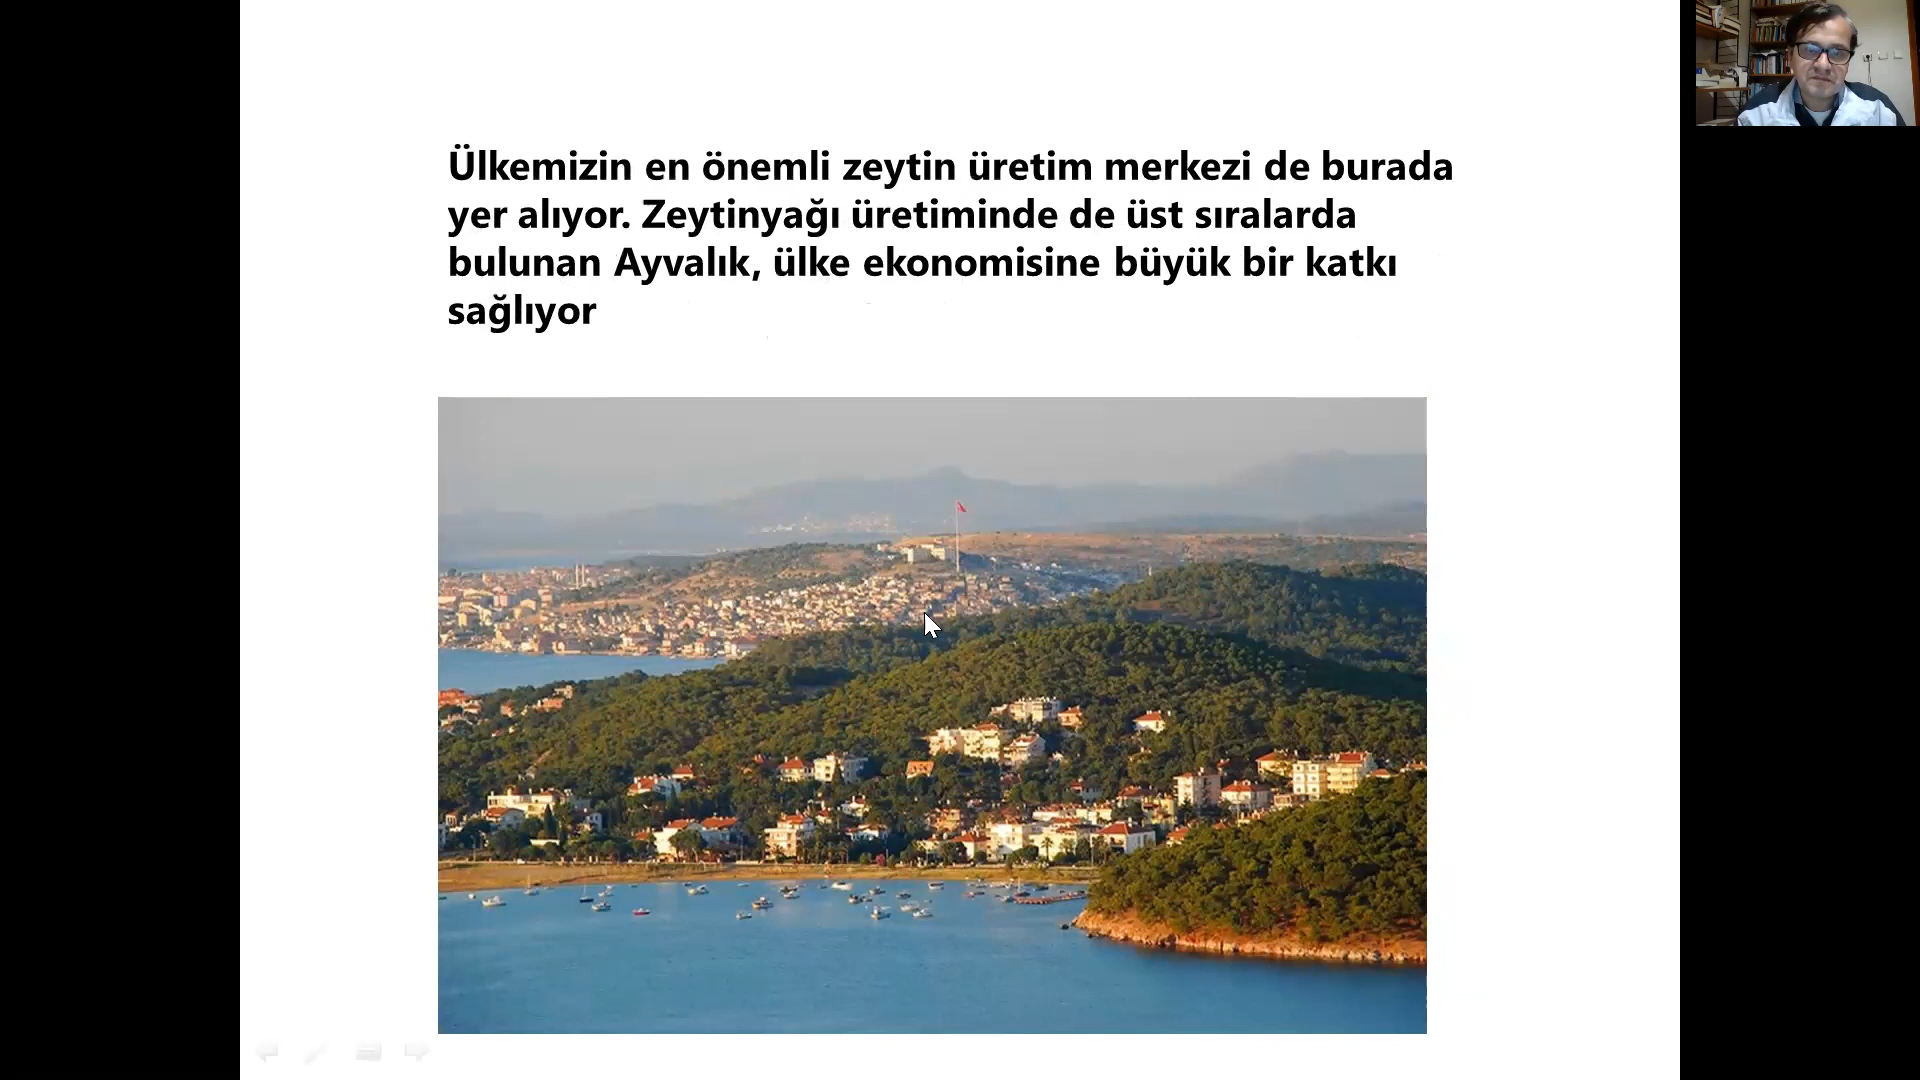 Ülkemizin en önemli zeytin üretim merkezi de burada
yer alıyor. Zeytinyağı üretiminde de üst sıralarda
bulunan Ayvalık, ülke ekonomisine büyük bir katkı
sağlıyor